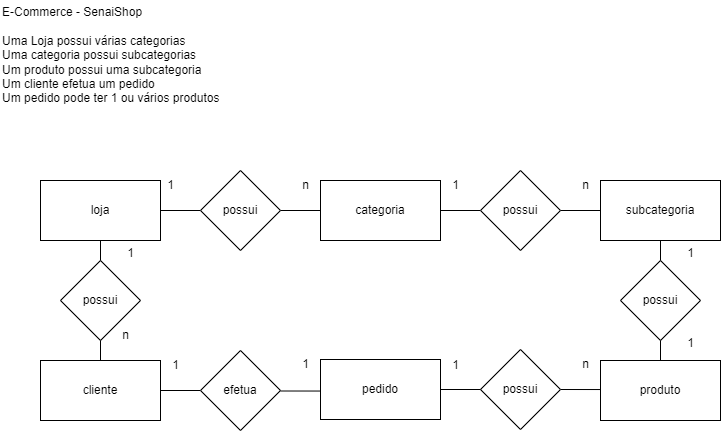 E-Commerce - SenaiShop
Uma Loja possui várias categorias
Uma categoria possui subcategorias
Um produto possui uma subcategoria
Um cliente efetua um pedido
Um pedido pode ter 1 ou vários produtos
1 n 1 n
loja possui categoria possui subcategoria
1 1
possui possui
n 1
1 1 1 n
cliente efetua pedido possui produto